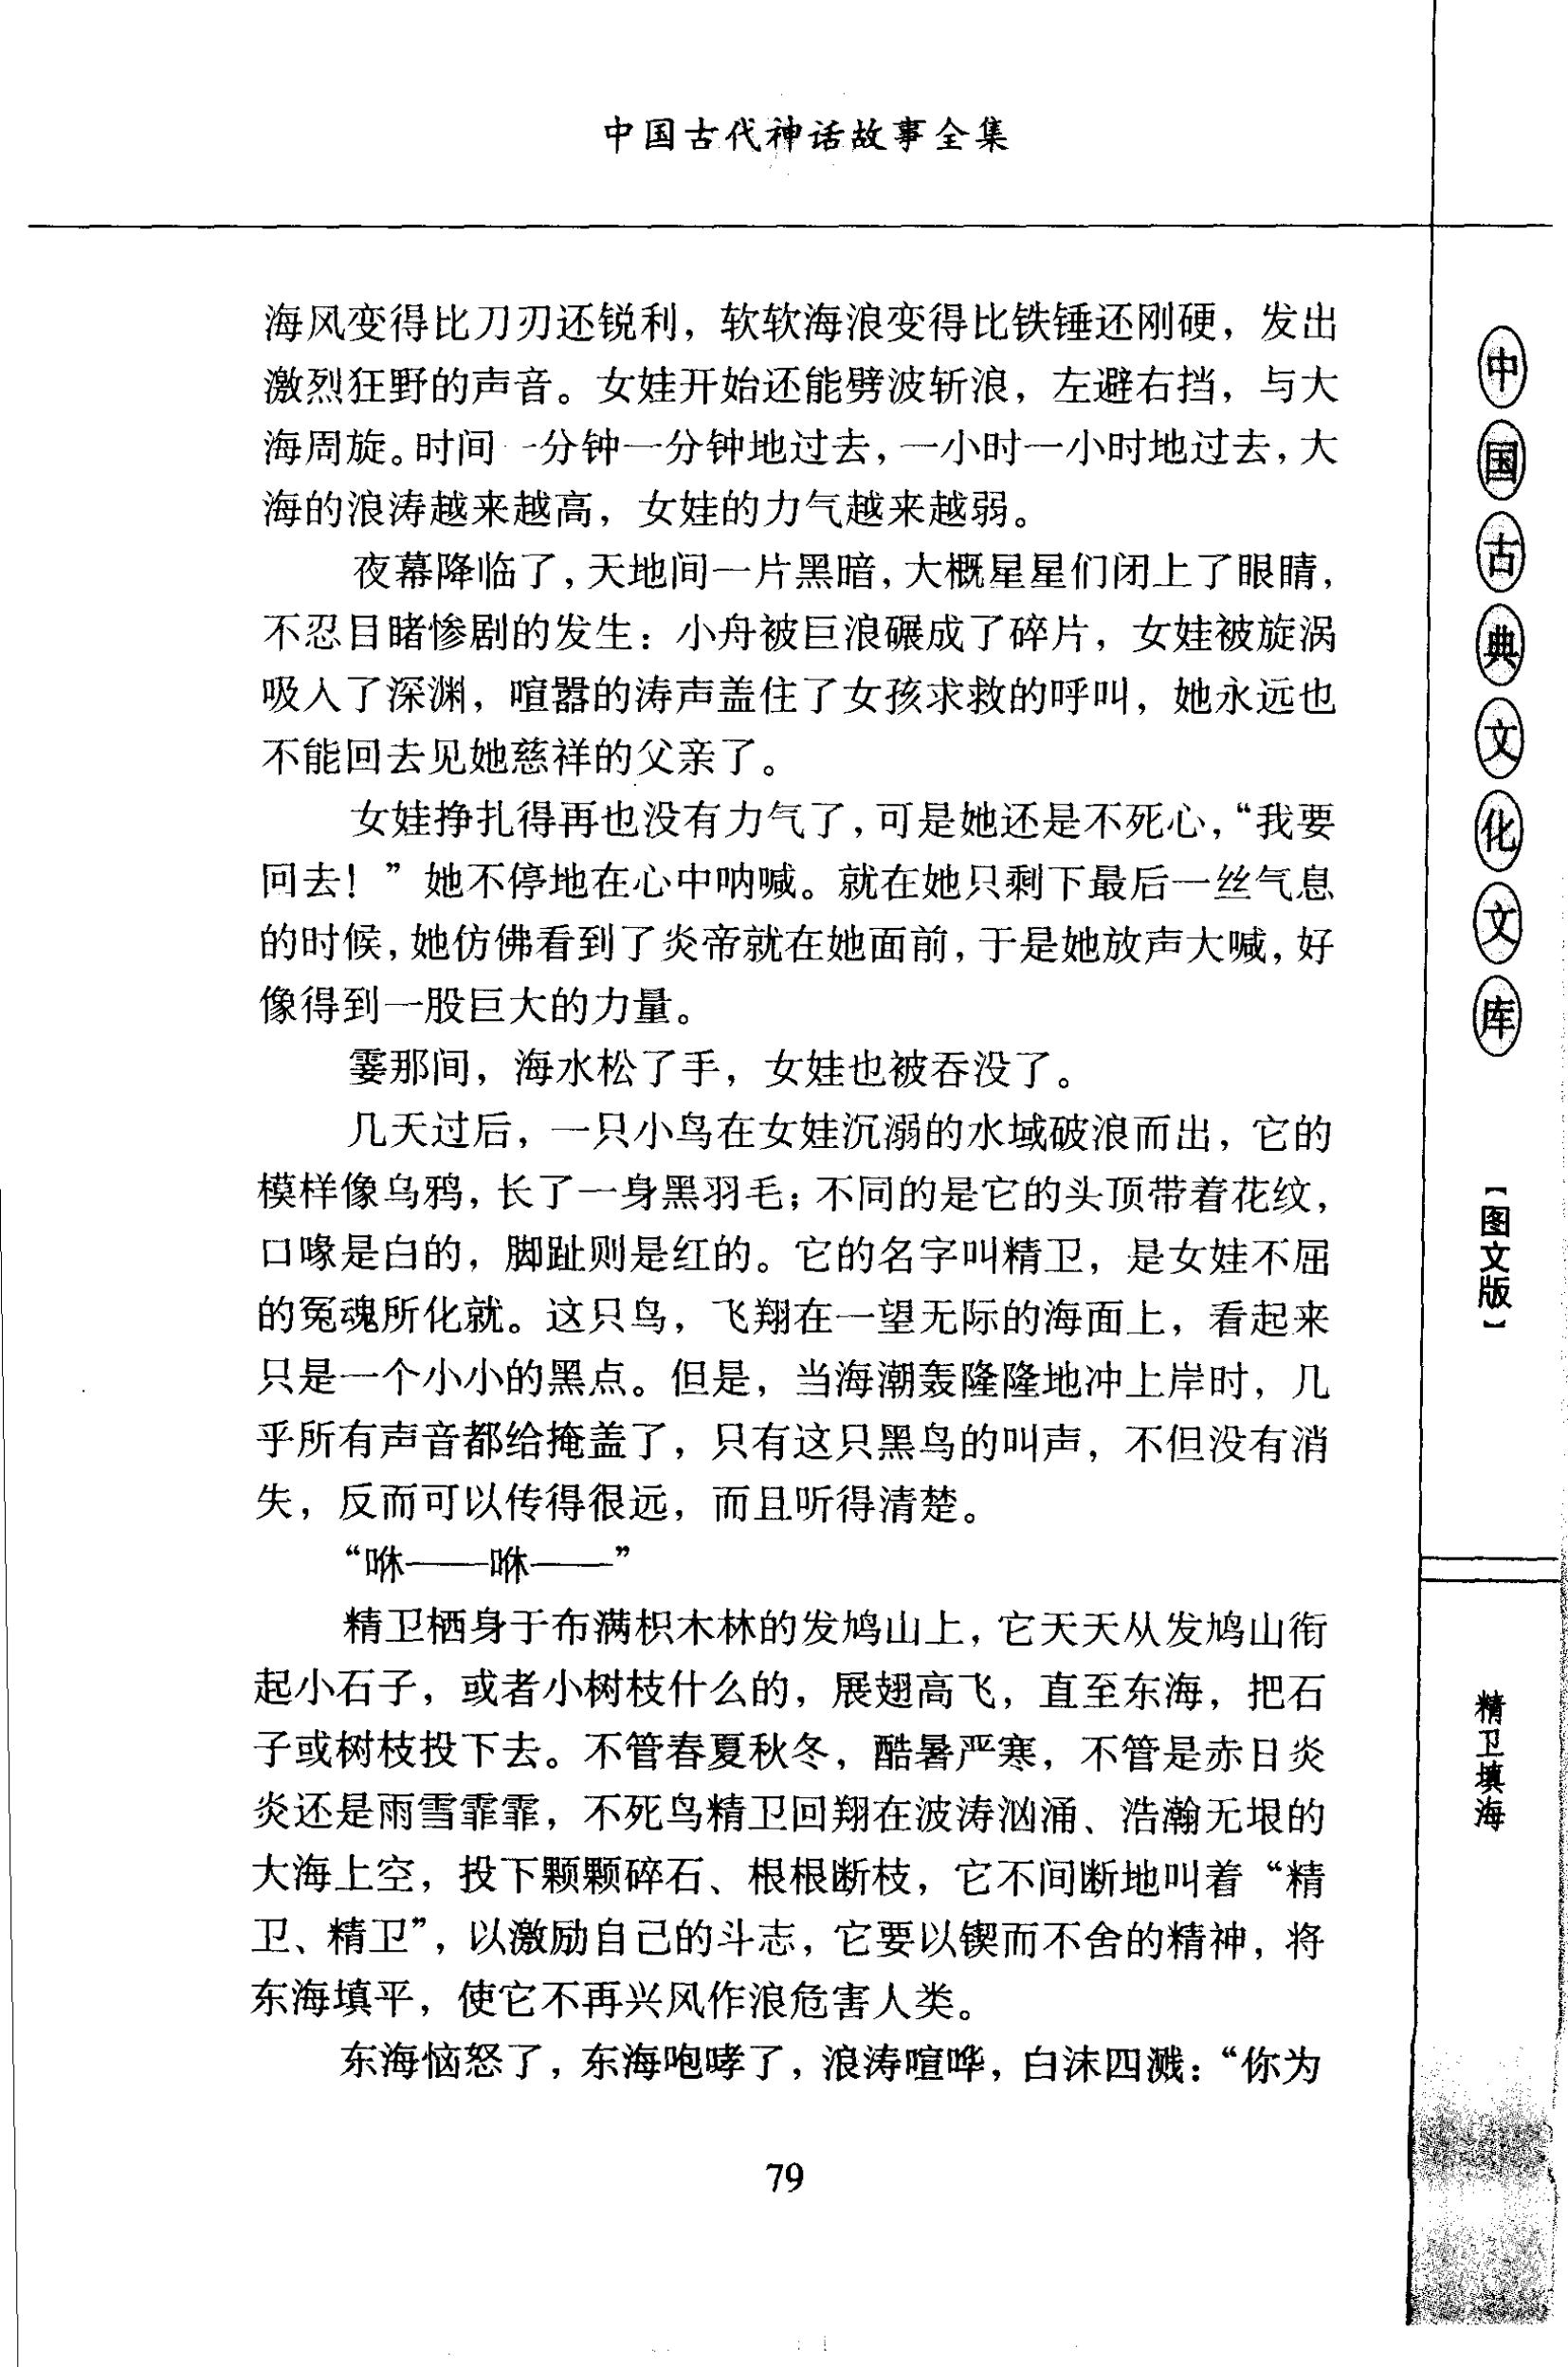 中国古代神话故事全集
海风变得比刀刃还锐利，软软海浪变得比铁锤还刚硬，发出
激烈狂野的声音。女娃开始还能劈波斩浪，左避右挡，与大
海周旋。时间一分钟一分钟地过去，一小时一小时地过去，大
海的浪涛越来越高，女娃的力气越来越弱。
夜幕降临了，天地间一片黑暗，大概星星们闭上了眼睛，
不忍目睹惨剧的发生：小舟被巨浪碾成了碎片，女娃被旋涡
吸入了深渊，喧嚣的涛声盖住了女孩求救的呼叫，她永远也
不能回去见她慈祥的父亲了。
女娃挣扎得再也没有力气了，可是她还是不死心，“我要
回去！”她不停地在心中呐喊。就在她只剩下最后一丝气息
的时候，她仿佛看到了炎帝就在她面前，于是她放声大喊，好
像得到一股巨大的力量。
霎那间，海水松了手，女娃也被吞没了。
几天过后，一只小鸟在女娃沉溺的水域破浪而出，它的
模样像乌鸦，长了一身黑羽毛；不同的是它的头顶带着花纹，
口喙是白的，脚趾则是红的。它的名字叫精卫，是女娃不屈
的冤魂所化就。这只鸟，飞翔在一望无际的海面上，看起来
只是一个小小的黑点。但是，当海潮轰隆隆地冲上岸时，几
乎所有声音都给掩盖了，只有这只黑鸟的叫声，不但没有消
失，反而可以传得很远，而且听得清楚。
“咻——咻——”
精卫栖身于布满枳木林的发鸠山上，它天天从发鸠山衔
起小石子，或者小树枝什么的，展翅高飞，直至东海，把石
子或树枝投下去。不管春夏秋冬，酷暑严寒，不管是赤日炎
炎还是雨雪霏霏，不死鸟精卫回翔在波涛汹涌、浩瀚无垠的
大海上空，投下颗颗碎石、根根断枝，它不间断地叫着“精
卫、精卫”，以激励自己的斗志，它要以锲而不舍的精神，将
东海填平，使它不再兴风作浪危害人类。
东海恼怒了，东海咆哮了，浪涛喧哗，白沫四溅：“你为
79
中国古典文化文库
【图文版】
精卫填海